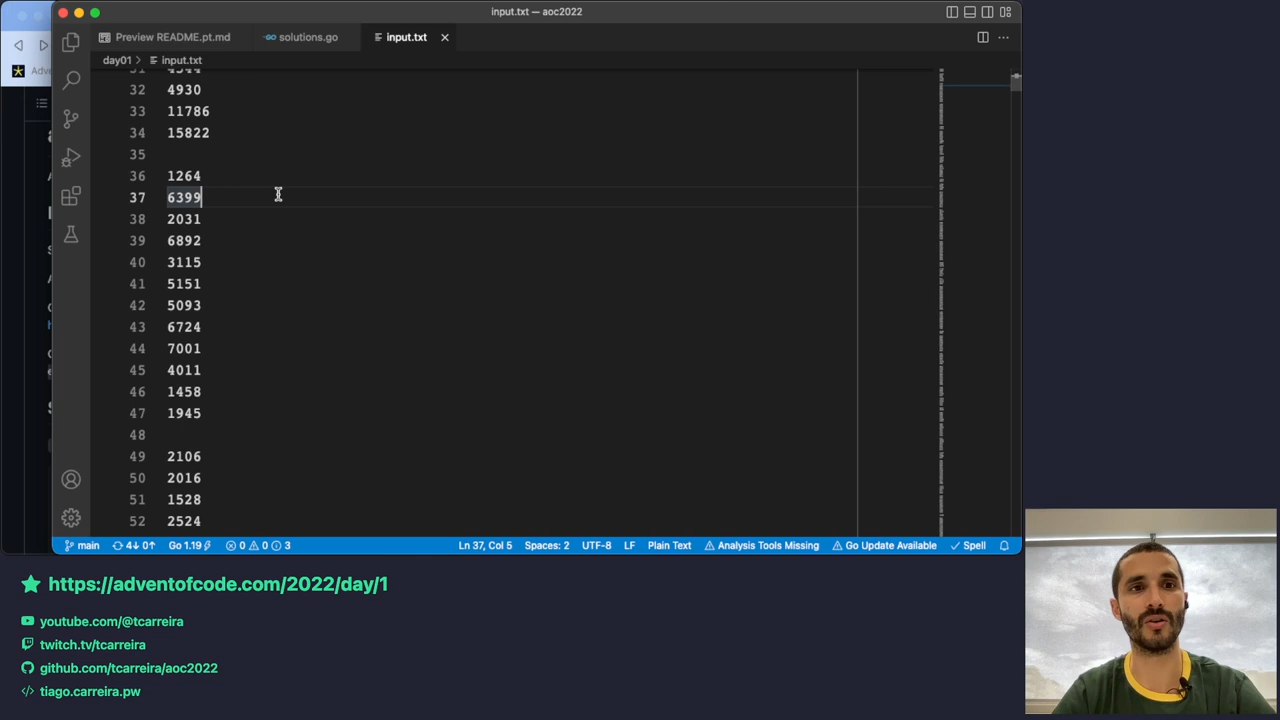 input.txt — aoc2022
Preview README.pt.md
solutions.go
input.txt
day01
input.txt
32 4930
33 11786
34 15822
35
36 1264
37 6399
38 2031
39 6892
40 3115
41 5151
42 5093
43 6724
44 7001
45 4011
46 1458
47 1945
48
49 2106
50 2016
51 1528
52 2524
main 4↓ 0↑ Go 1.19 0 0 3 Ln 37, Col 5 Spaces: 2 UTF-8 LF Plain Text Analysis Tools Missing Go Update Available Spell
https://adventofcode.com/2022/day/1
youtube.com/@tcarreira
twitch.tv/tcarreira
github.com/tcarreira/aoc2022
tiago.carreira.pw